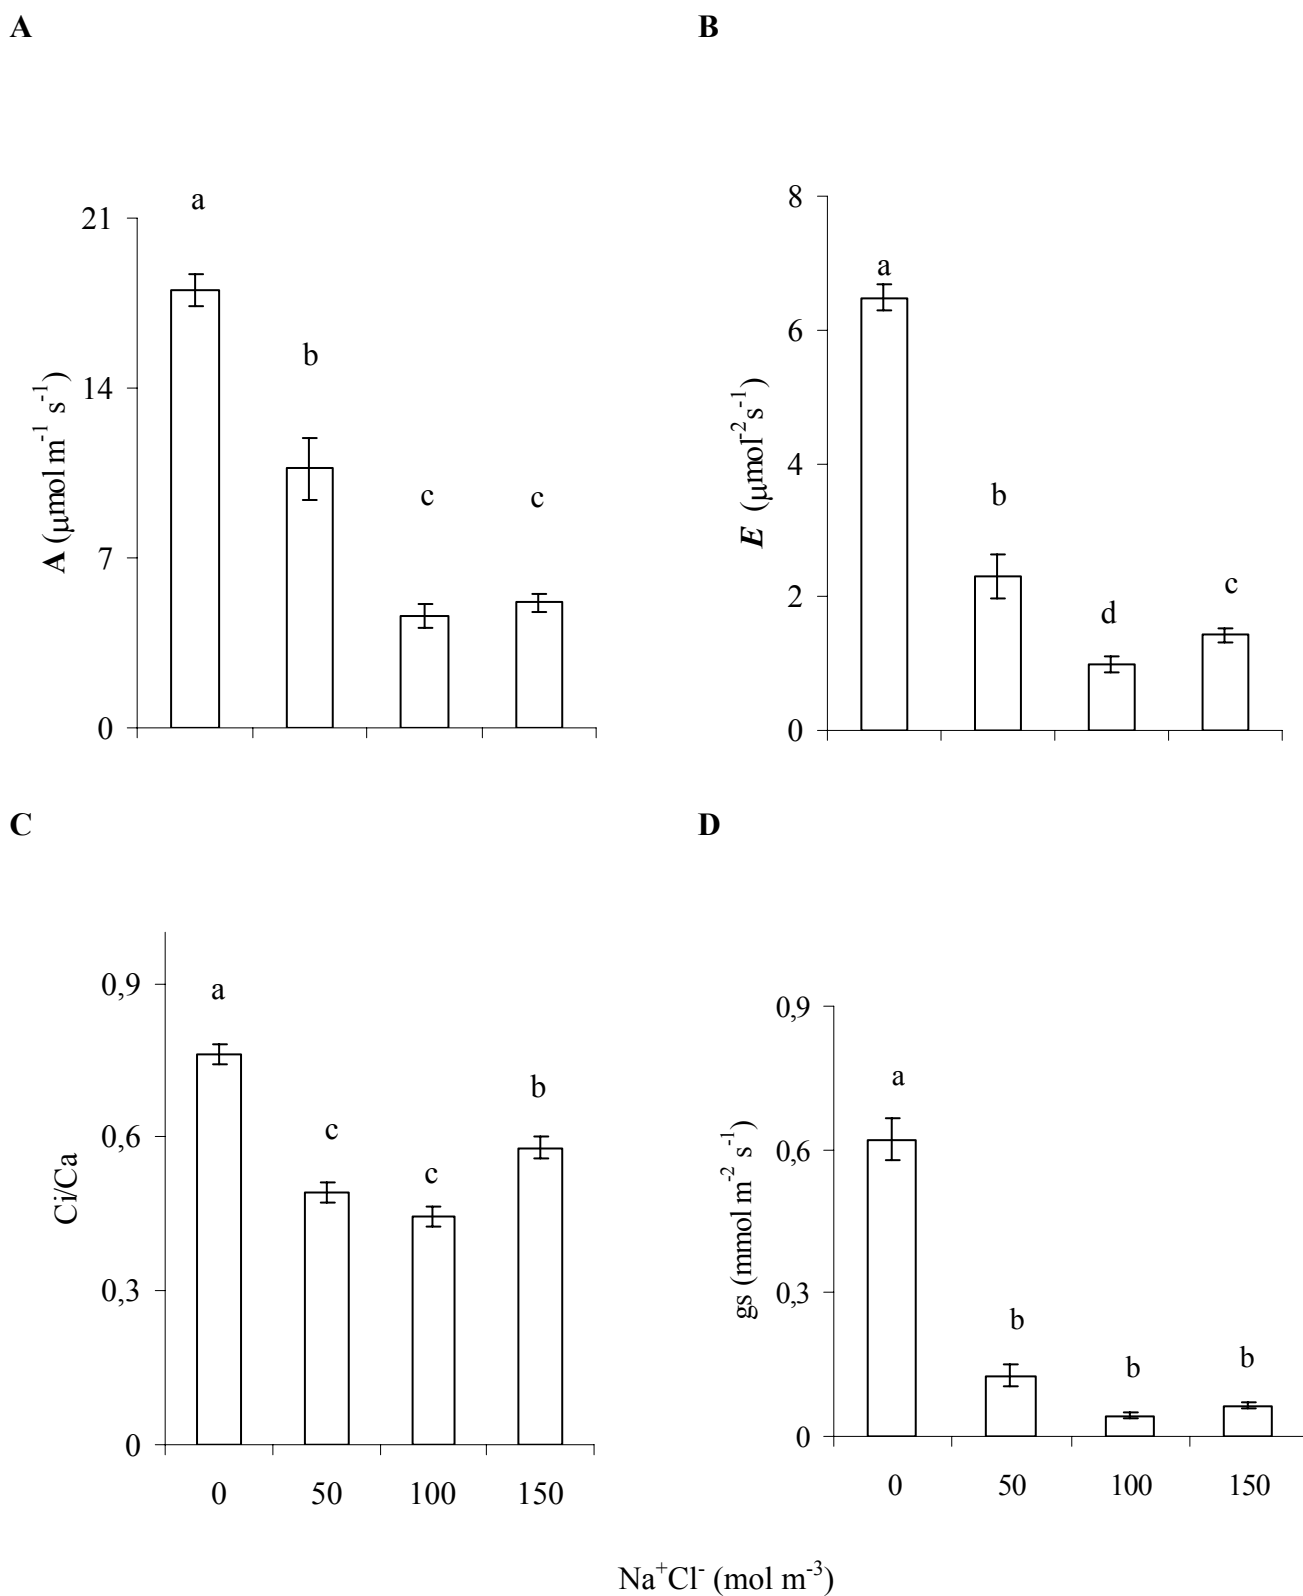 A
B
a
21
b
14
c
c
7
0
A (μmol m⁻¹ s⁻¹)
8
a
6
4
b
2
d
c
0
E (μmol⁻²s⁻¹)
C
D
0,9
a
b
0,6
c
c
0,3
0
Ci/Ca
0 50 100 150
0,9
a
0,6
0,3
b
b
b
0
gs (mmol m⁻² s⁻¹)
0 50 100 150
Na⁺Cl⁻ (mol m⁻³)